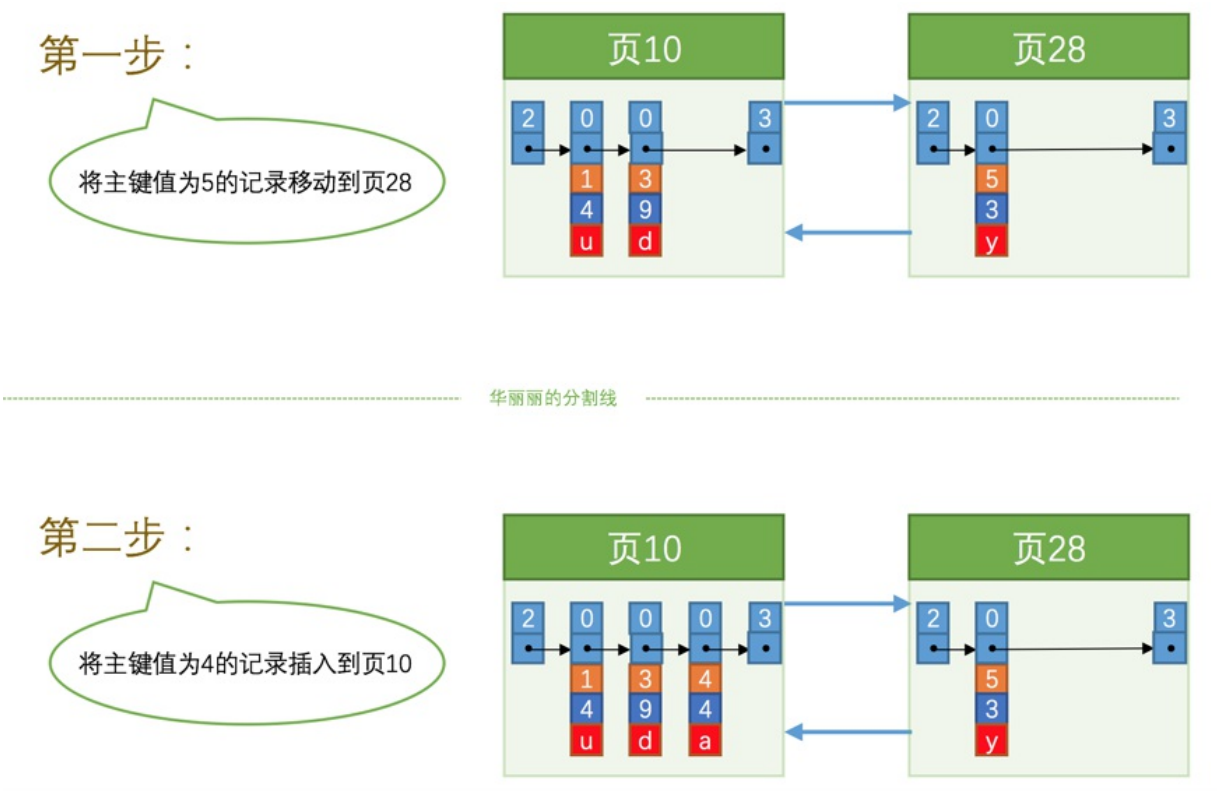 第一步：
将主键值为5的记录移动到页28
页10
页28
2 0 0 3
1 3
4 9
u d
2 0 3
5
3
y
华丽丽的分割线
第二步：
将主键值为4的记录插入到页10
页10
页28
2 0 0 0 3
1 3 4
4 9 4
u d a
2 0 3
5
3
y